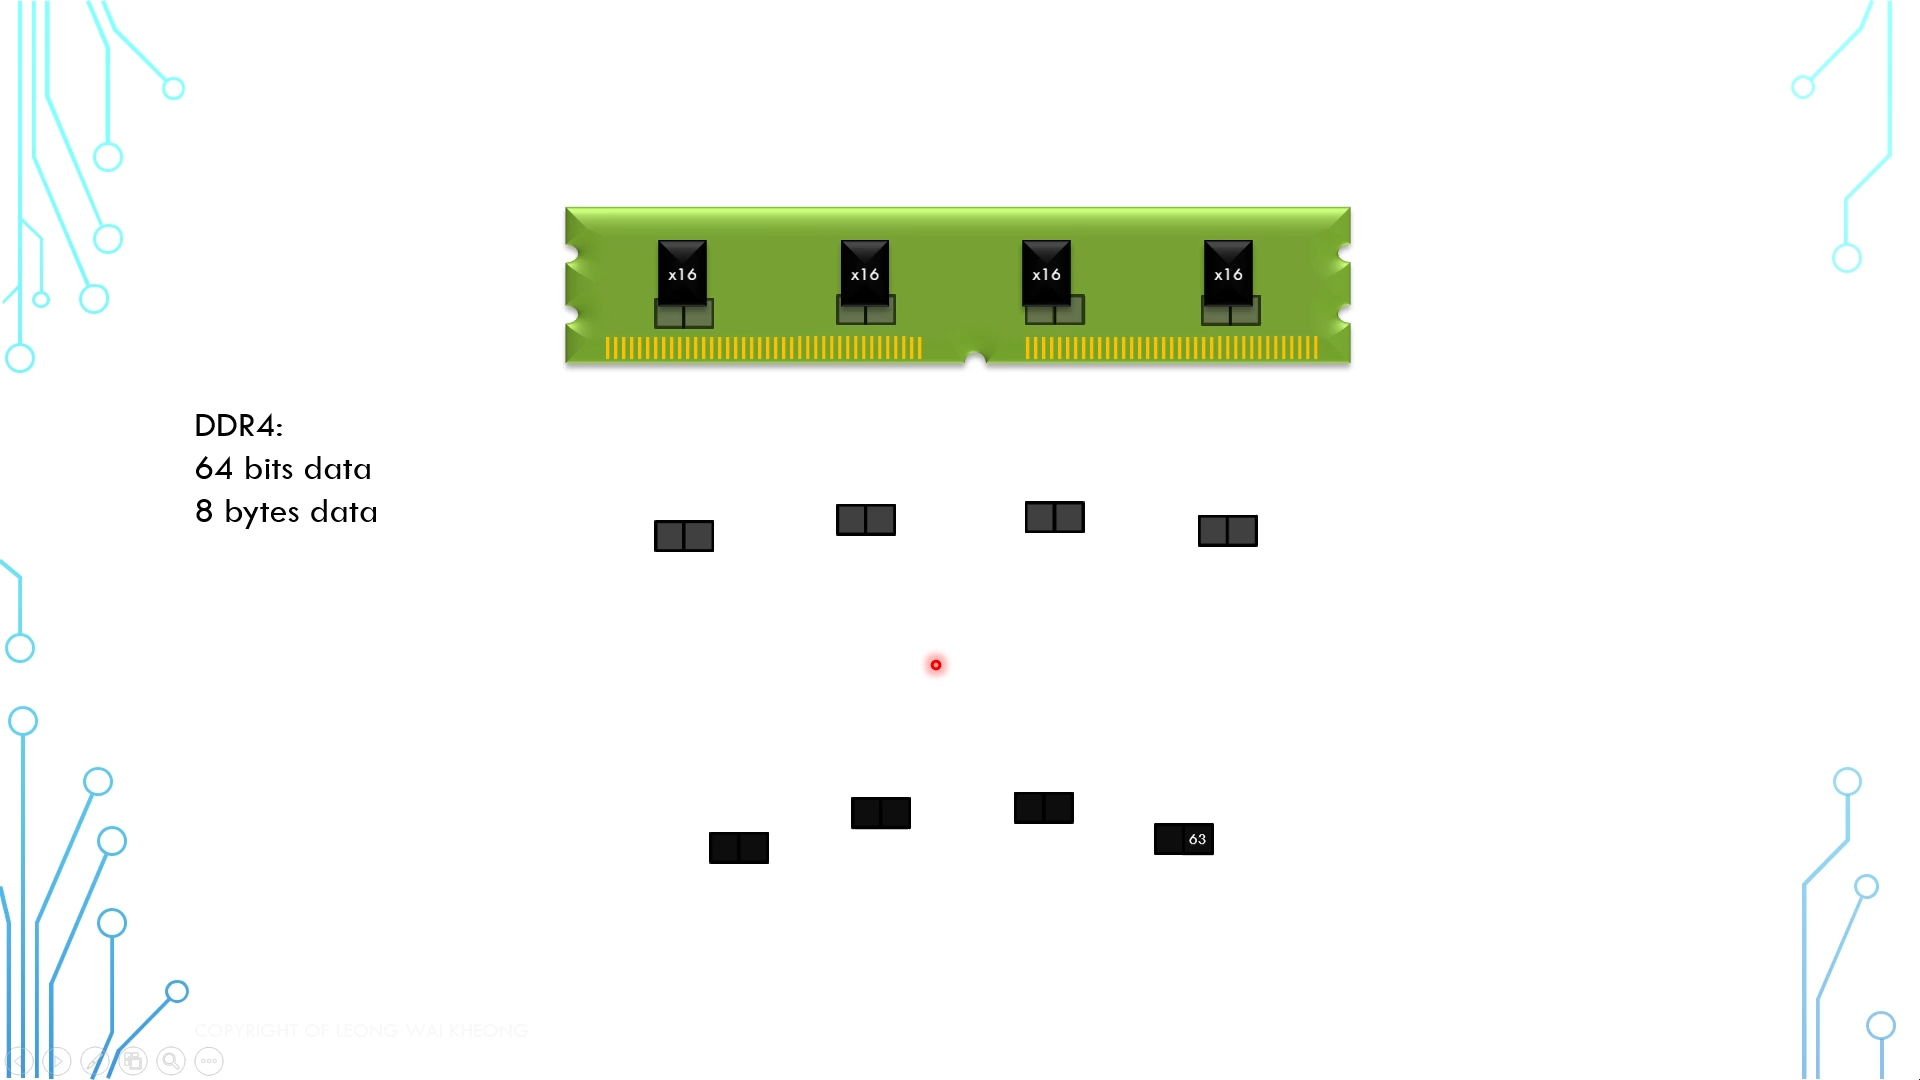 x16 x16 x16 x16
DDR4:
64 bits data
8 bytes data
63
COPYRIGHT OF LEONG WAI KHEONG